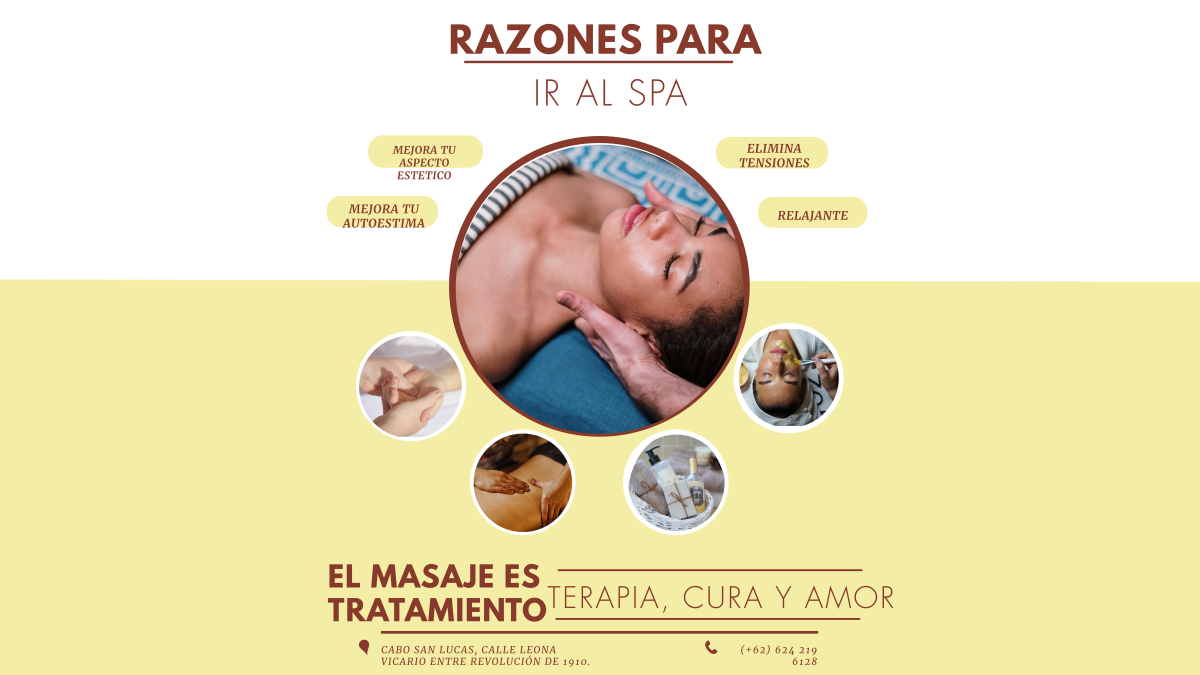 RAZONES PARA
IR AL SPA
MEJORA TU
ASPECTO
ESTETICO
ELIMINA
TENSIONES
MEJORA TU
AUTOESTIMA
RELAJANTE
EL MASAJE ES
TRATAMIENTO
TERAPIA, CURA Y AMOR
CABO SAN LUCAS, CALLE LEONA
VICARIO ENTRE REVOLUCIÓN DE 1910.
(+62) 624 219
6128